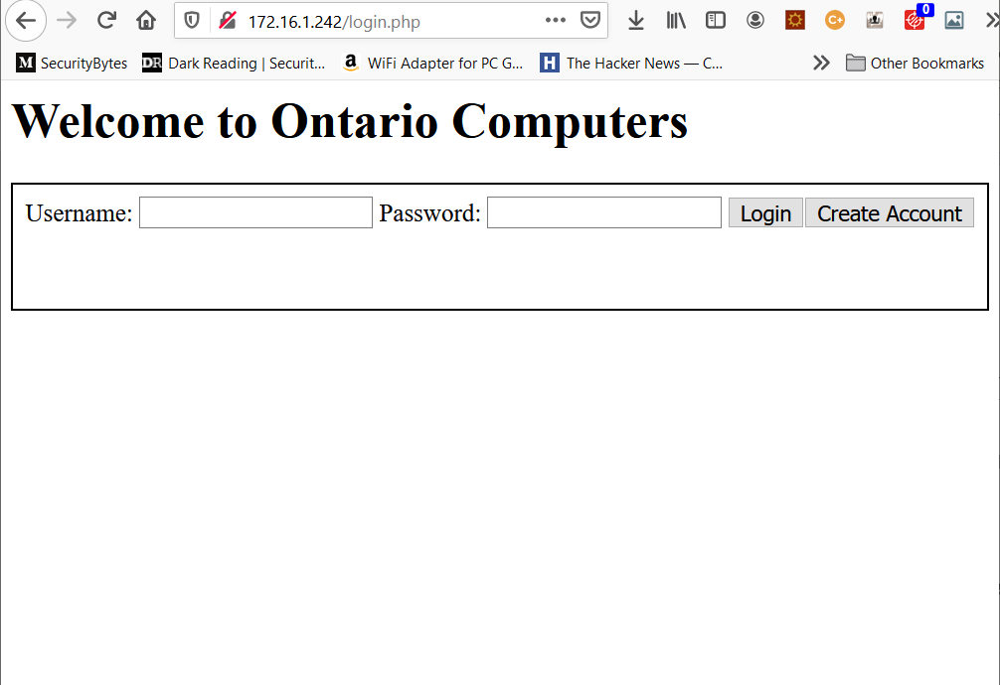 172.16.1.242/login.php
0
M SecurityBytes DR Dark Reading | Securit... a WiFi Adapter for PC G... H The Hacker News — C... Other Bookmarks
Welcome to Ontario Computers
Username: Password: Login Create Account